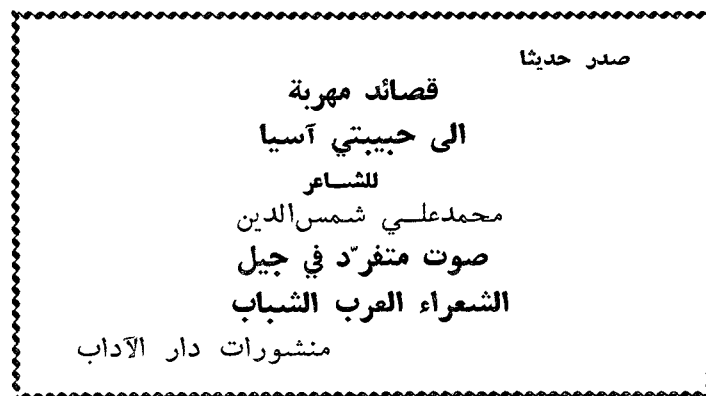 صدر حديثا
قصائد مهربة
الى حبيبتي آسيا
للشاعر
محمدعلي شمس‌الدين
صوت متفرّد في جيل
الشعراء العرب الشباب
منشورات دار الآداب